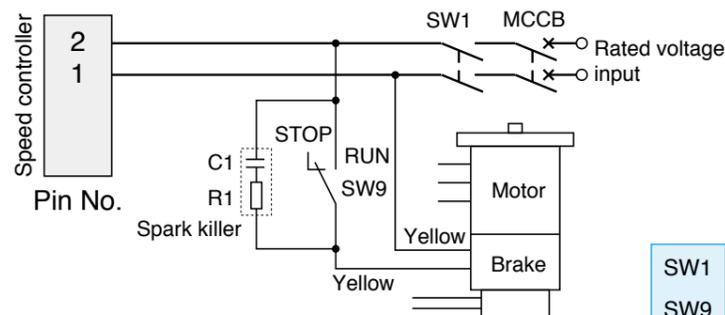 SW1 MCCB
Speed controller
2
1
Rated voltage
input
STOP
C1
RUN
R1
SW9
Pin No.
Spark killer
Motor
Yellow
Brake
Yellow
SW1
SW9